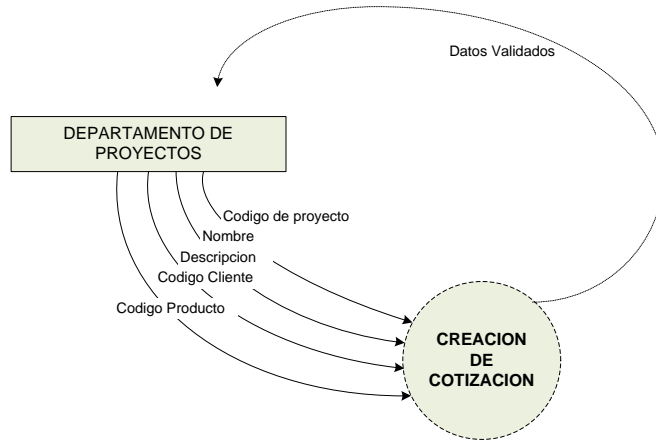 Datos Validados
DEPARTAMENTO DE
PROYECTOS
Codigo de proyecto
Nombre
Descripcion
Codigo Cliente
Codigo Producto
CREACION
DE
COTIZACION